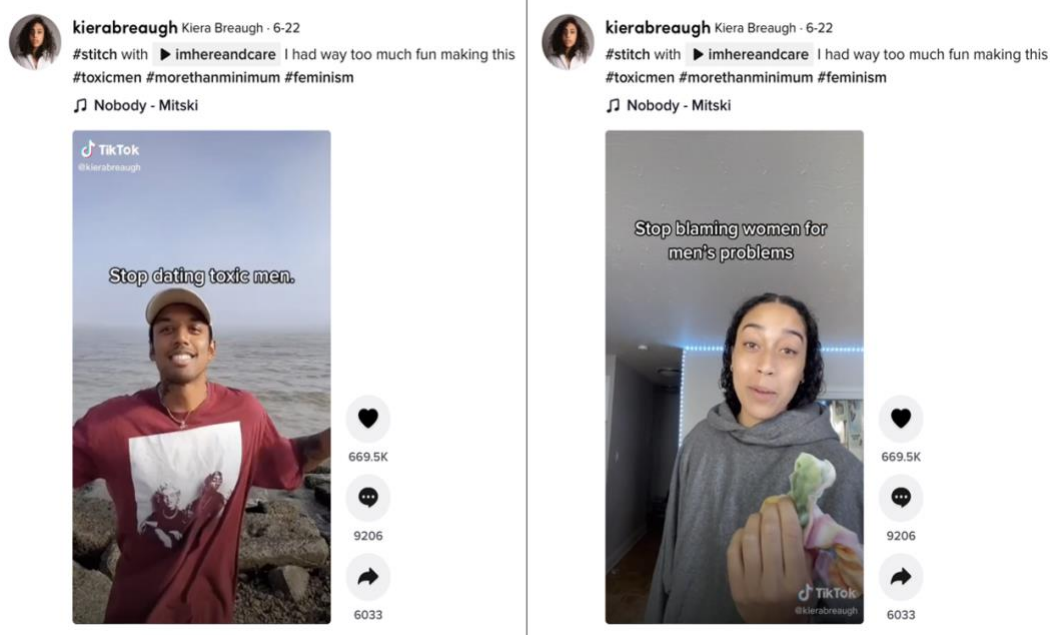 kierabreaugh Kiera Breaugh · 6-22
#stitch with ▶ imhereandcare I had way too much fun making this
#toxicmen #morethanminimum #feminism
♫ Nobody - Mitski
TikTok
@kierabreaugh
Stop dating toxic men.
669.5K
9206
6033
kierabreaugh Kiera Breaugh · 6-22
#stitch with ▶ imhereandcare I had way too much fun making this
#toxicmen #morethanminimum #feminism
♫ Nobody - Mitski
Stop blaming women for
men's problems
669.5K
9206
TikTok
@kierabreaugh
6033